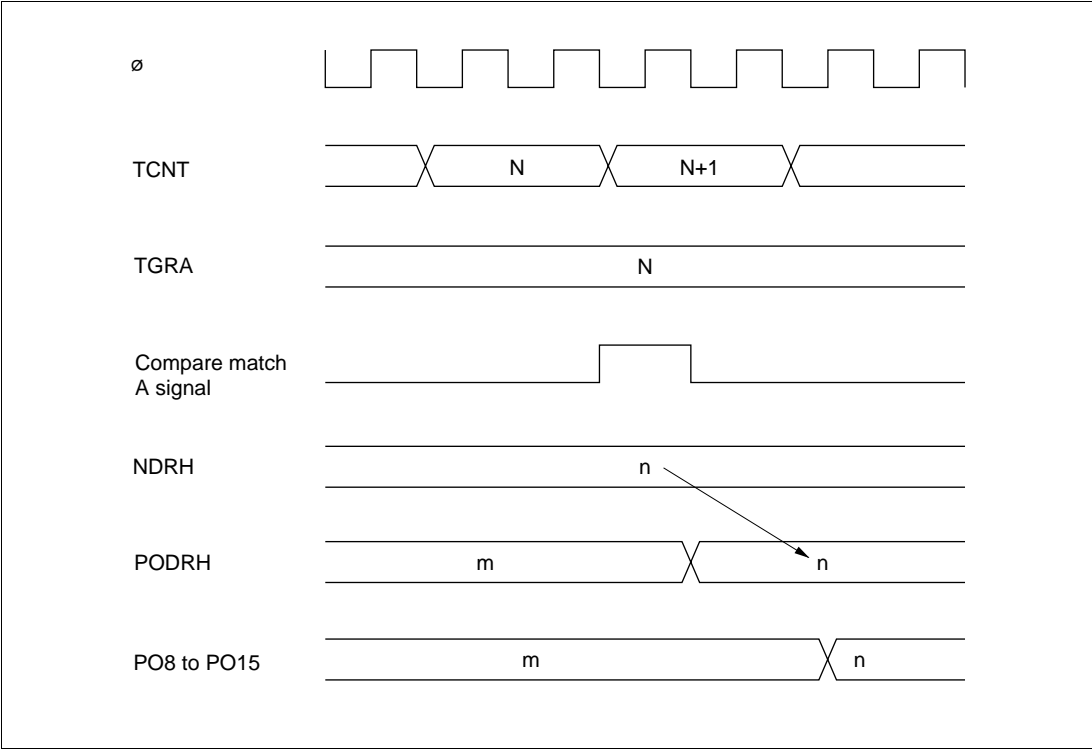 ø
TCNT
N
N+1
TGRA
N
Compare match
A signal
NDRH
n
PODRH
m
n
PO8 to PO15
m
n